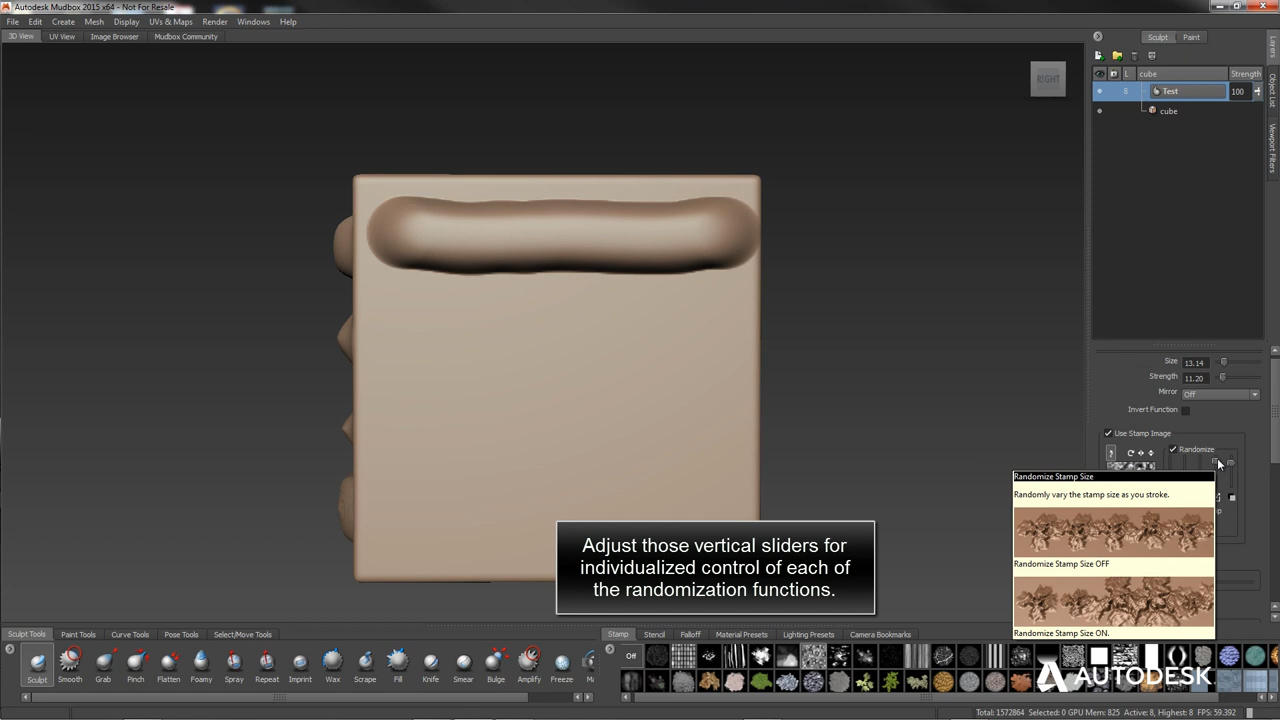 Autodesk Mudbox 2015 x64 - Not For Resale
File Edit Create Mesh Display UVs & Maps Render Windows Help
3D View UV View Image Browser Mudbox Community
Sculpt Paint
Layers
Object List
Viewport Filters
L cube Strength
8 Test 100
cube
RIGHT
Size 13.14
Strength 11.20
Mirror Off
Invert Function
Use Stamp Image
Randomize
Randomize Stamp Size
Randomly vary the stamp size as you stroke.
Randomize Stamp Size OFF
Randomize Stamp Size ON.
Adjust those vertical sliders for
individualized control of each of
the randomization functions.
Sculpt Tools Paint Tools Curve Tools Pose Tools Select/Move Tools
Stamp Stencil Falloff Material Presets Lighting Presets Camera Bookmarks
Off
Sculpt Smooth Grab Pinch Flatten Foamy Spray Repeat Imprint Wax Scrape Fill Knife Smear Bulge Amplify Freeze
AUTODESK
Total: 1572864 Selected: 0 GPU Mem: 825 Active: 8, Highest: 8 FPS: 59.392